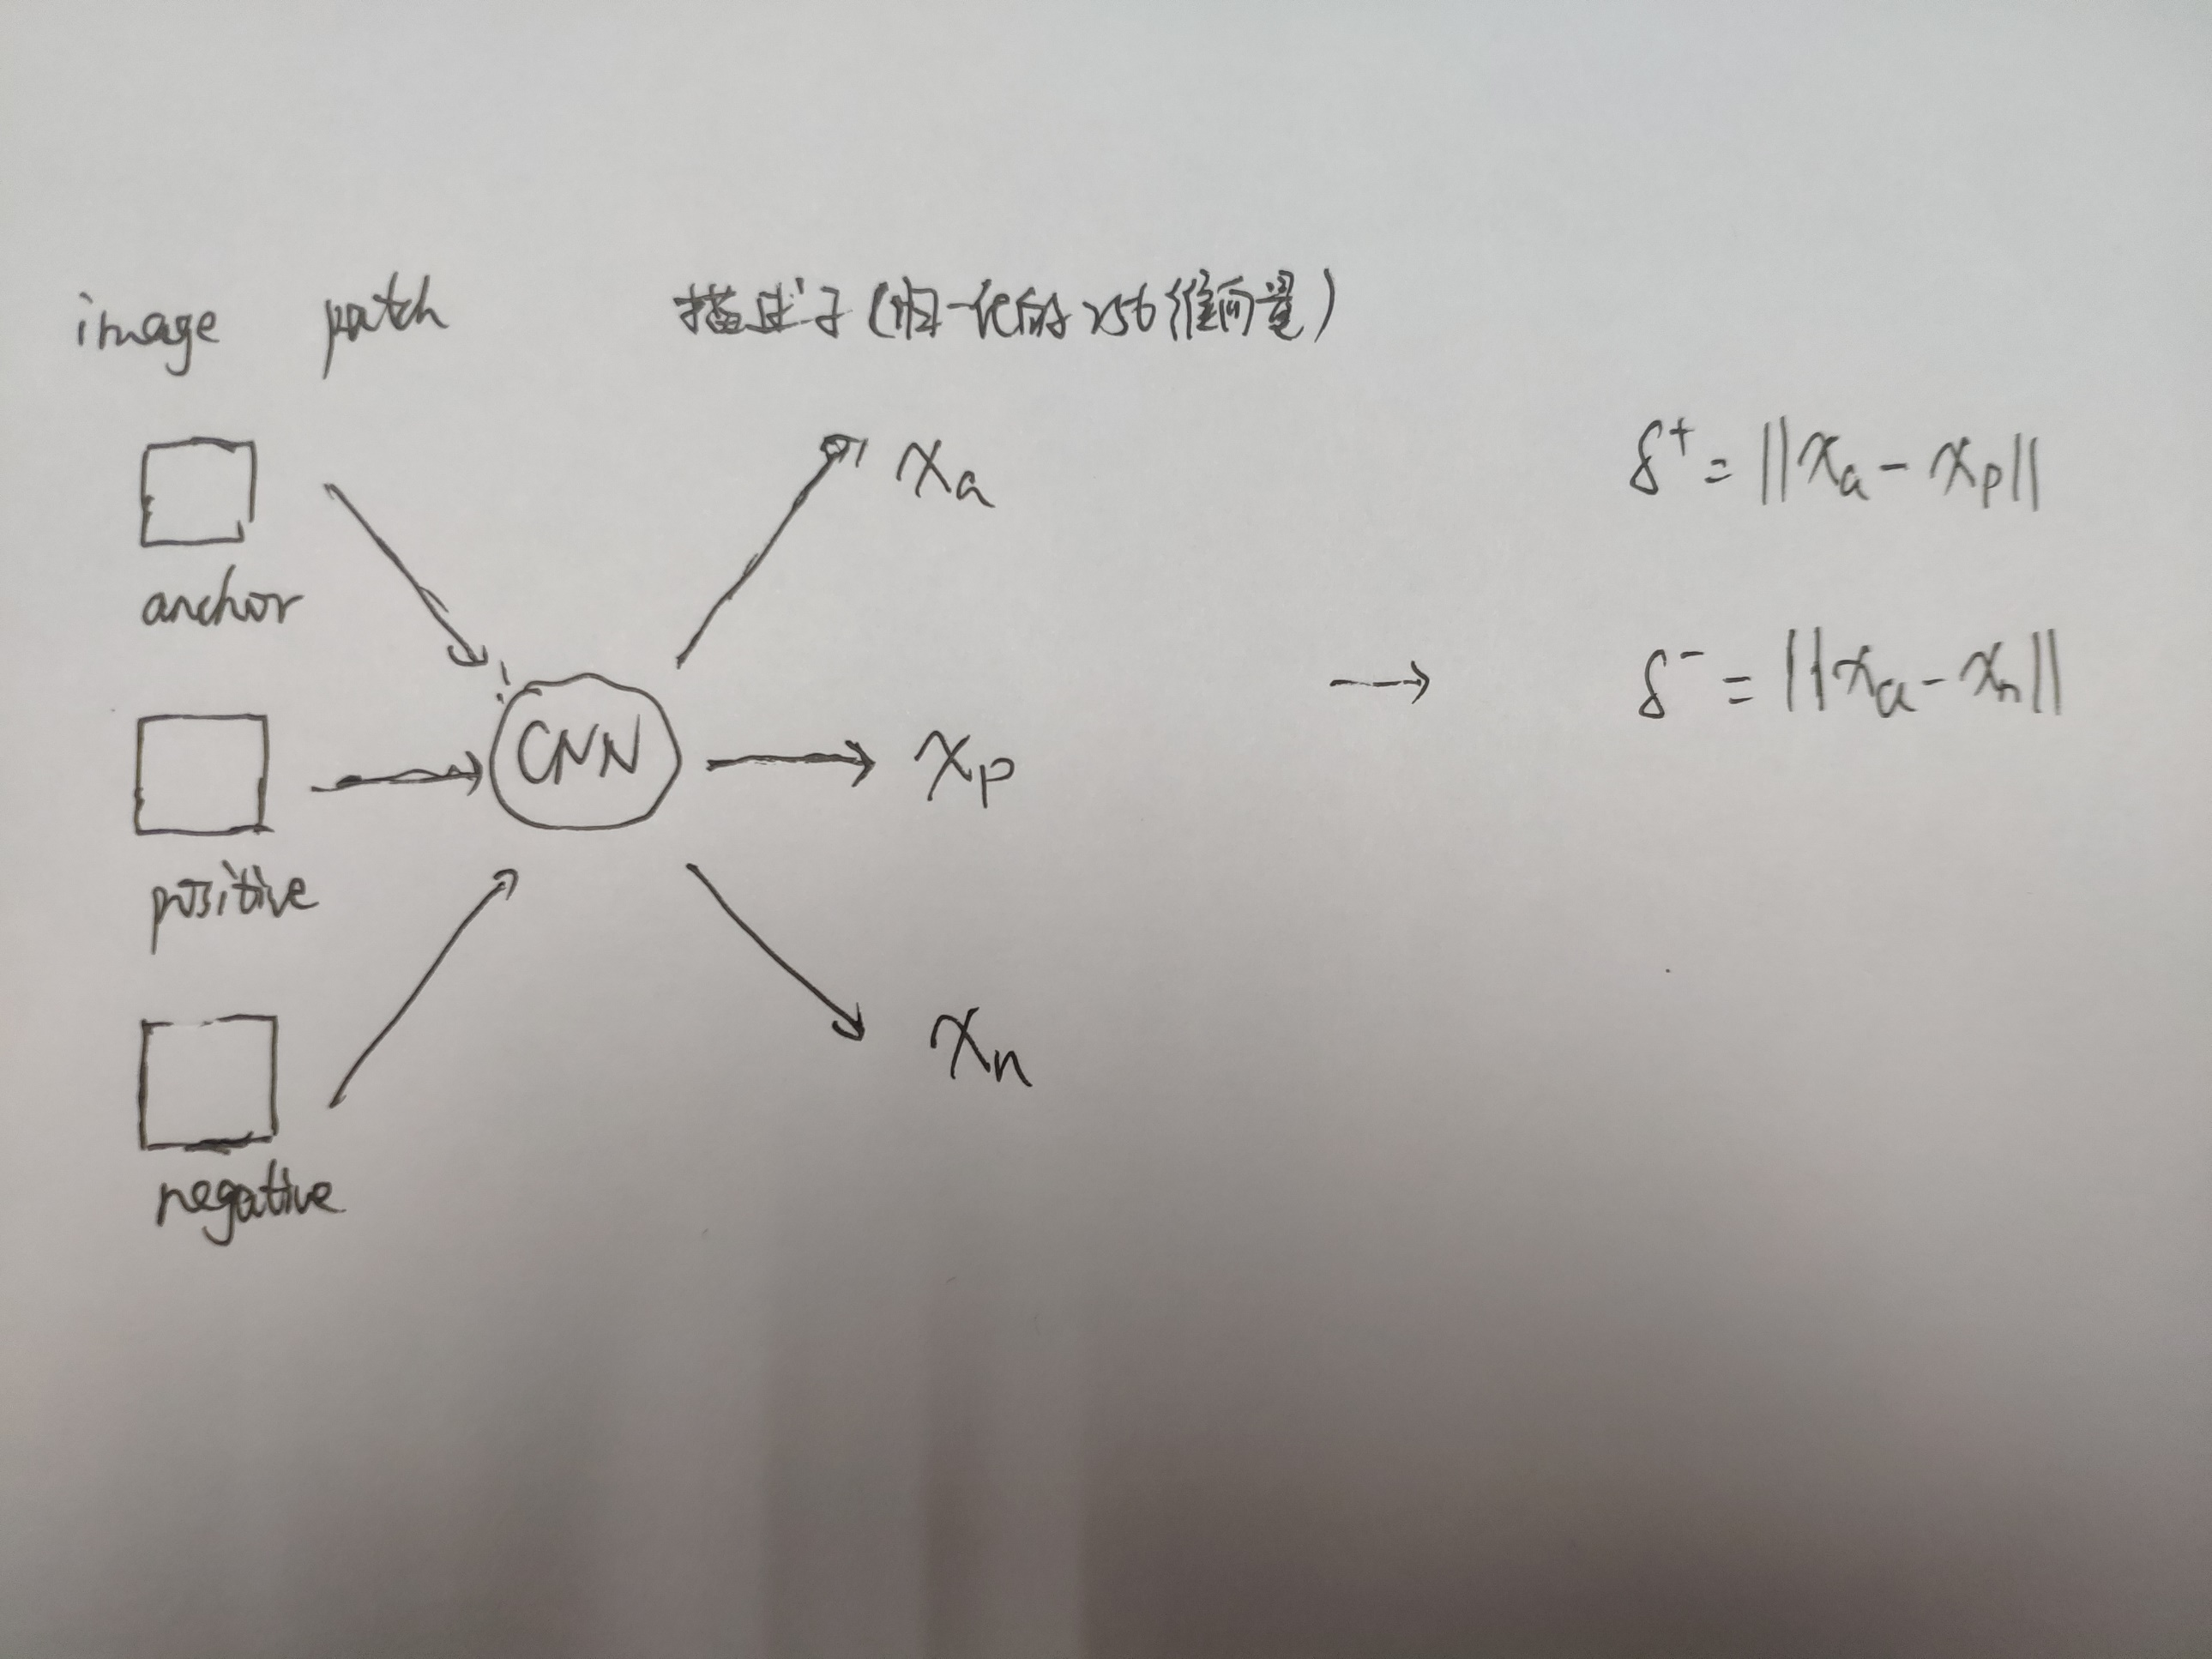 image patch
描述子(归一化的256维向量)
anchor
positive
negative
CNN
xa
xp
xn
δ⁺ = ||xa - xp||
δ⁻ = ||xa - xn||